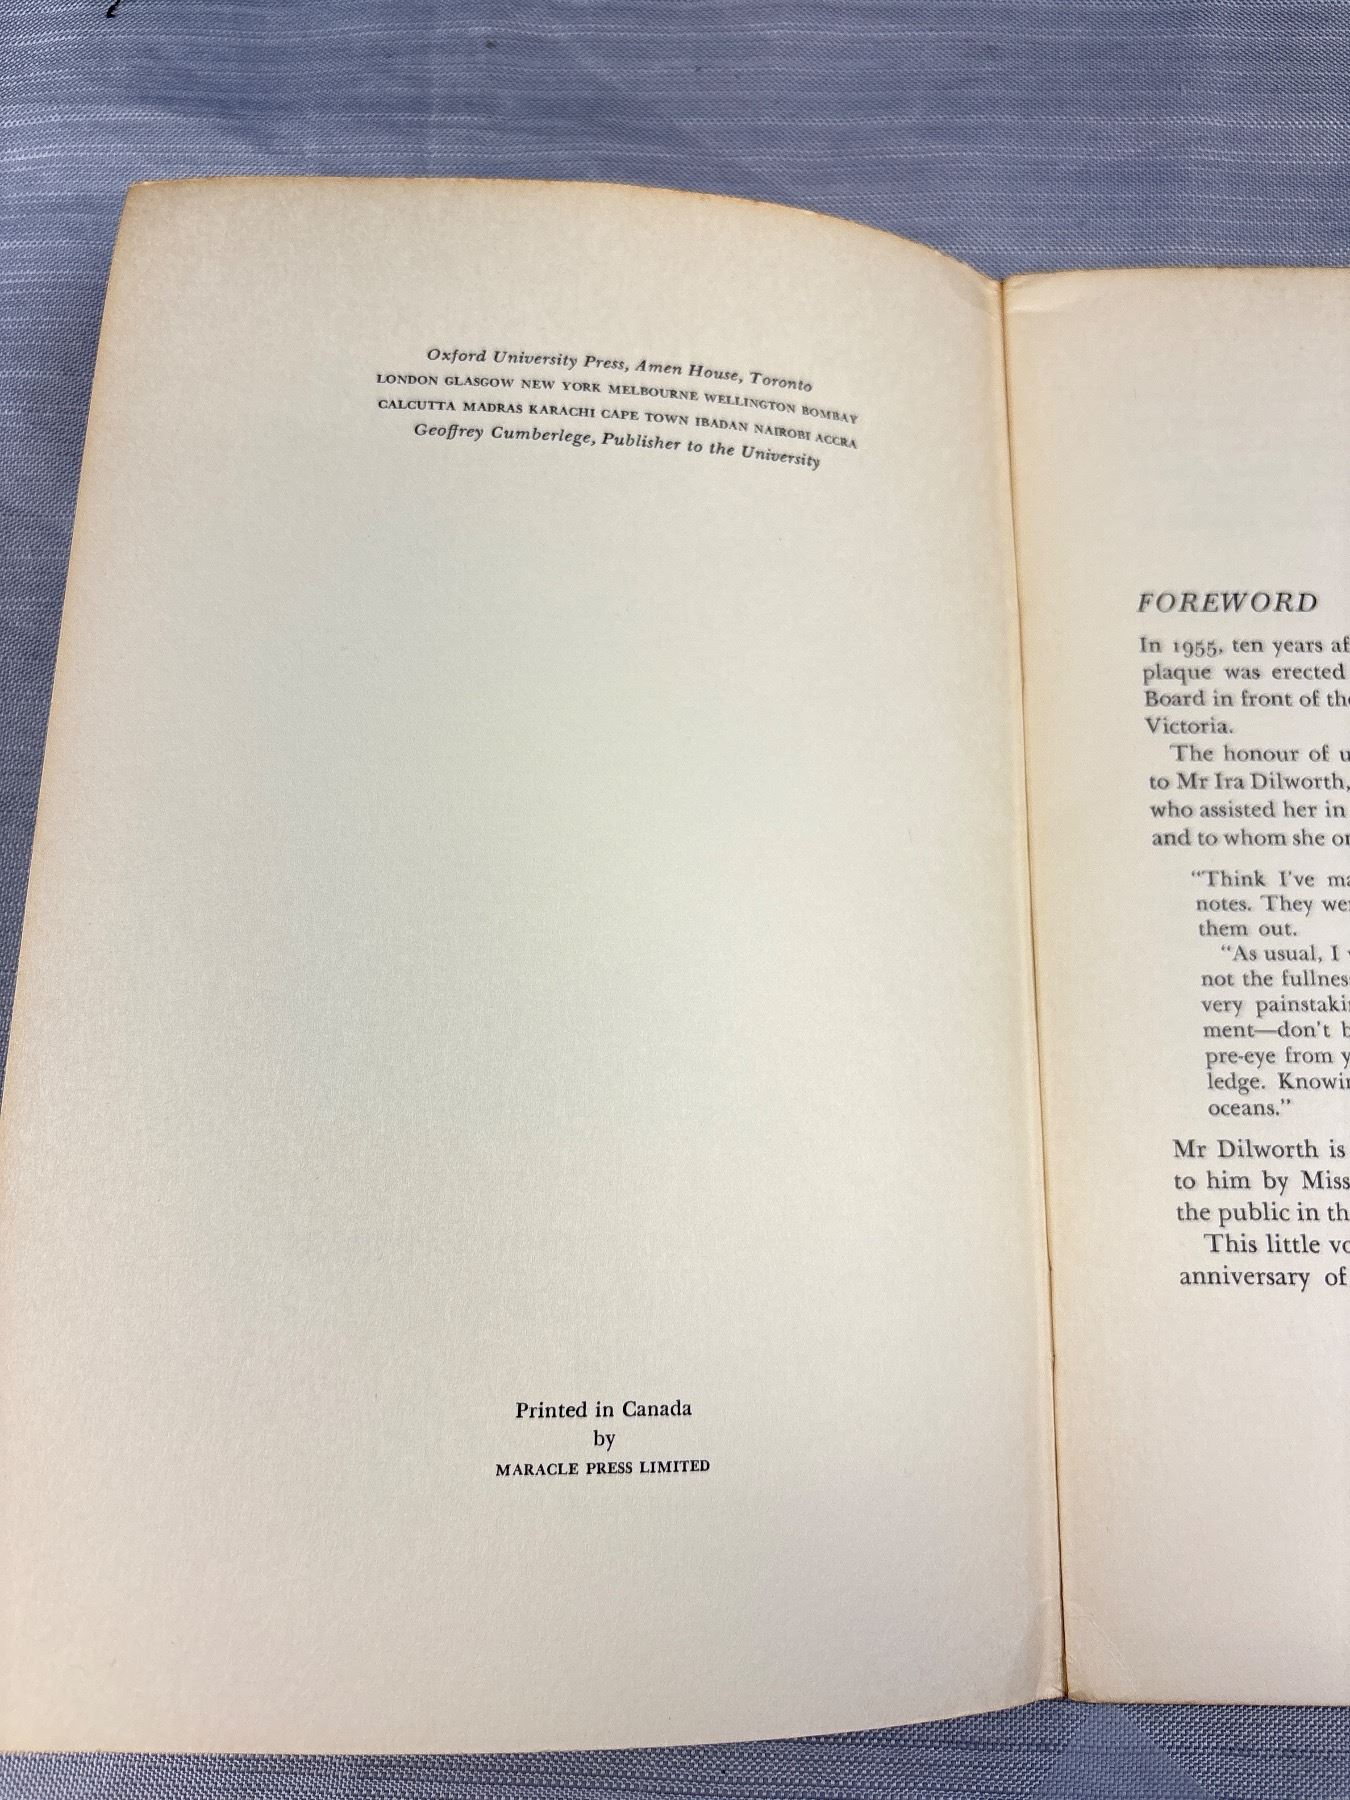 Oxford University Press, Amen House, Toronto
LONDON GLASGOW NEW YORK MELBOURNE WELLINGTON BOMBAY
CALCUTTA MADRAS KARACHI CAPE TOWN IBADAN NAIROBI ACCRA
Geoffrey Cumberlege, Publisher to the University
Printed in Canada
by
MARACLE PRESS LIMITED
FOREWORD
In 1955, ten years af
plaque was erected
Board in front of the
Victoria.
The honour of u
to Mr Ira Dilworth,
who assisted her in
and to whom she on
“Think I've ma
notes. They wer
them out.
“As usual, I
not the fullness
very painstakin
ment—don't b
pre-eye from y
ledge. Knowin
oceans.”
Mr Dilworth is
to him by Miss
the public in th
This little vo
anniversary of